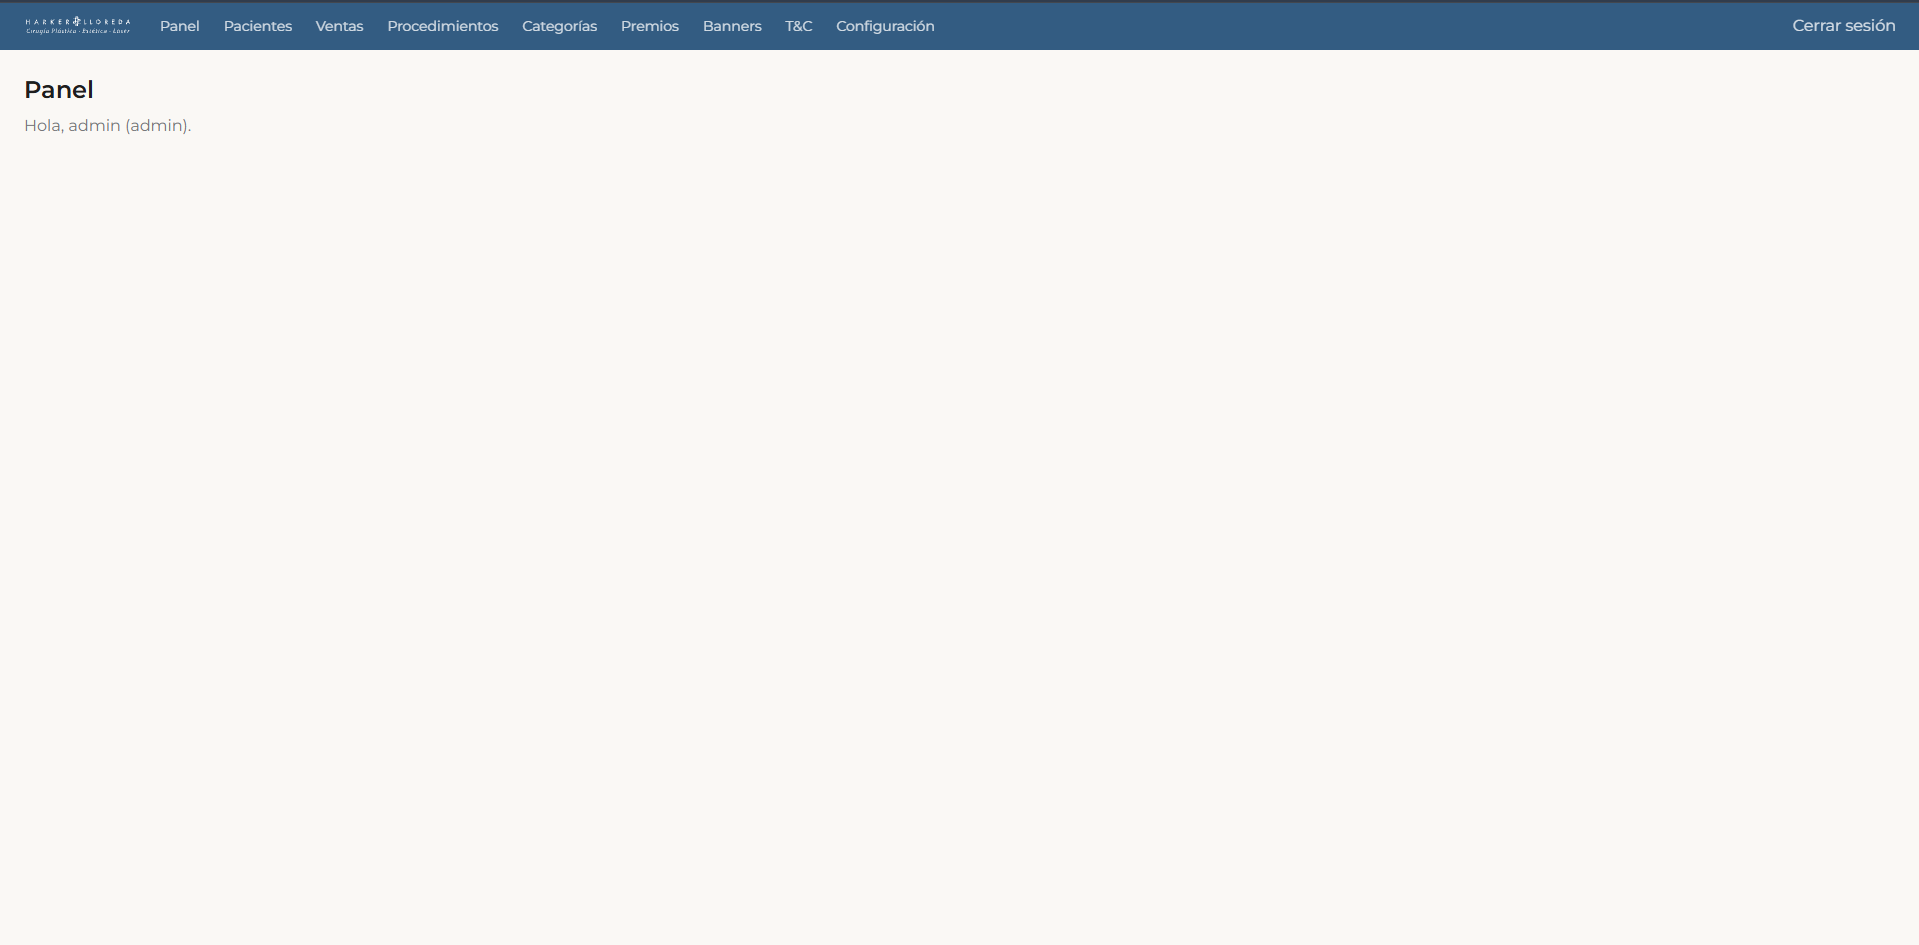 HARKER LLOREDA
Cirugía Plástica · Estética · Láser
Panel
Pacientes
Ventas
Procedimientos
Categorías
Premios
Banners
T&C
Configuración
Cerrar sesión
Panel
Hola, admin (admin).